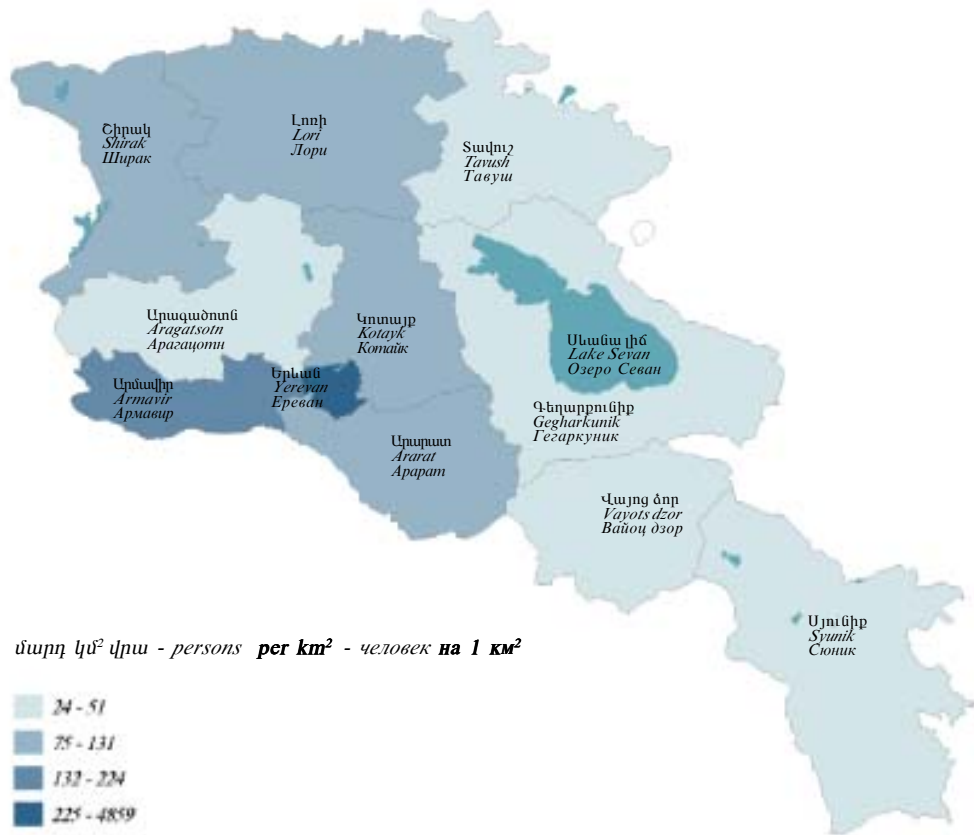 Շիրակ
Shirak
Ширак
Լոռի
Lori
Лори
Տավուշ
Tavush
Тавуш
Արագածոտն
Aragatsotn
Арагацотн
Կոտայք
Kotayk
Котайк
Սևանա լիճ
Lake Sevan
Озеро Севан
Արմավիր
Armavir
Армавир
Երևան
Yerevan
Ереван
Գեղարքունիք
Gegharkunik
Гегаркуник
Արարատ
Ararat
Арарат
Վայոց ձոր
Vayots dzor
Вайоц дзор
Սյունիք
Syunik
Сюник
մարդ կմ² վրա - persons per km² - человек на 1 км²
24 - 51
75 - 131
132 - 224
225 - 4859